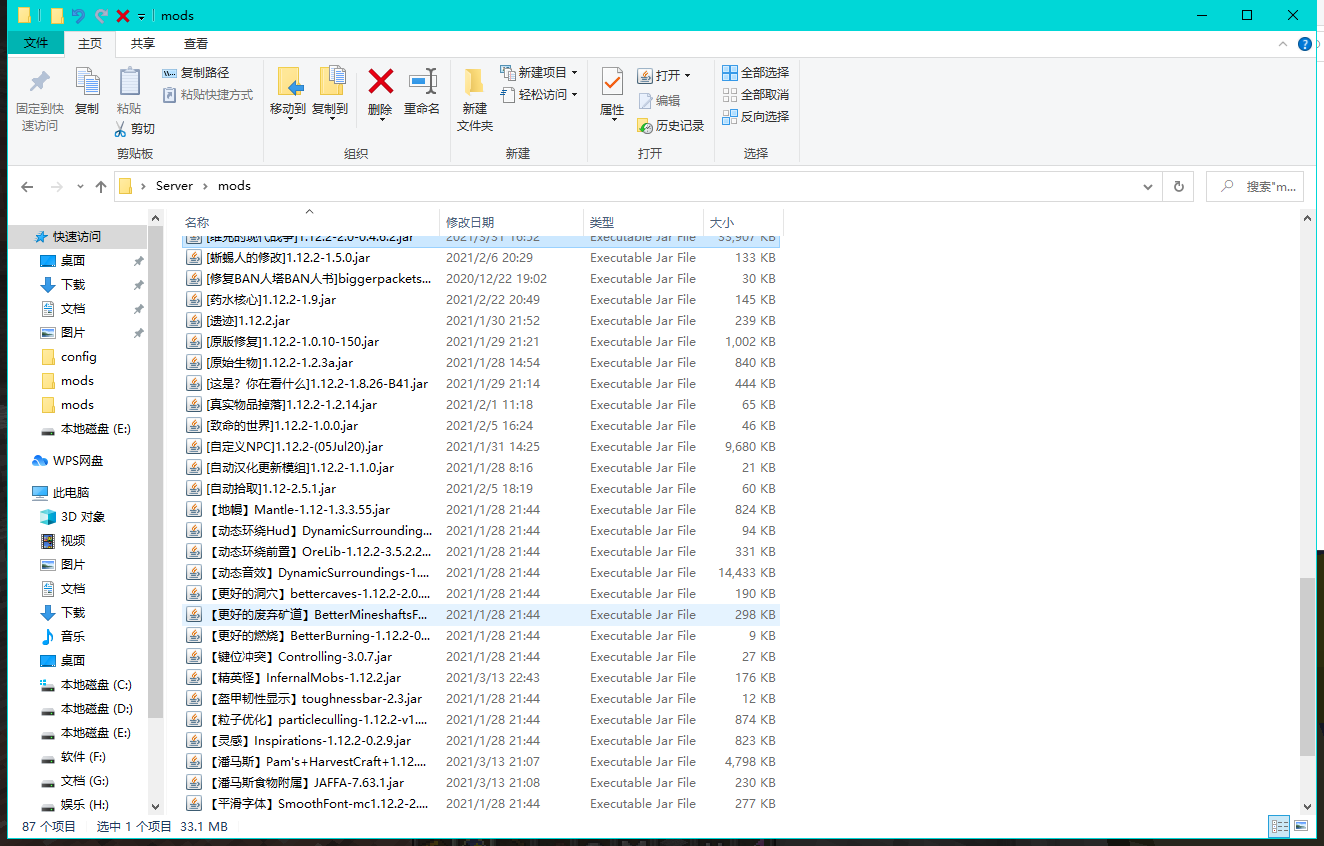 mods
文件 主页 共享 查看
固定到快速访问
复制
粘贴
复制路径
粘贴快捷方式
剪切
剪贴板
移动到
复制到
删除
重命名
组织
新建文件夹
新建项目
轻松访问
新建
属性
打开
编辑
历史记录
打开
全部选择
全部取消
反向选择
选择
Server > mods
搜索"m...
快速访问
桌面
下载
文档
图片
config
mods
mods
本地磁盘 (E:)
WPS网盘
此电脑
3D 对象
视频
图片
文档
下载
音乐
桌面
本地磁盘 (C:)
本地磁盘 (D:)
本地磁盘 (E:)
软件 (F:)
文档 (G:)
娱乐 (H:)
名称 修改日期 类型 大小
[维克的现代战争]1.12.2-2.0-0.4.6.2.jar 2021/3/31 16:52 Executable Jar File 33,907 KB
[蜥蜴人的修改]1.12.2-1.5.0.jar 2021/2/6 20:29 Executable Jar File 133 KB
[修复BAN人塔BAN人书]biggerpackets... 2020/12/22 19:02 Executable Jar File 30 KB
[药水核心]1.12.2-1.9.jar 2021/2/22 20:49 Executable Jar File 145 KB
[遗迹]1.12.2.jar 2021/1/30 21:52 Executable Jar File 239 KB
[原版修复]1.12.2-1.0.10-150.jar 2021/1/29 21:21 Executable Jar File 1,002 KB
[原始生物]1.12.2-1.2.3a.jar 2021/1/28 14:54 Executable Jar File 840 KB
[这是？你在看什么]1.12.2-1.8.26-B41.jar 2021/1/29 21:14 Executable Jar File 444 KB
[真实物品掉落]1.12.2-1.2.14.jar 2021/2/1 11:18 Executable Jar File 65 KB
[致命的世界]1.12.2-1.0.0.jar 2021/2/5 16:24 Executable Jar File 46 KB
[自定义NPC]1.12.2-(05Jul20).jar 2021/1/31 14:25 Executable Jar File 9,680 KB
[自动汉化更新模组]1.12.2-1.1.0.jar 2021/1/28 8:16 Executable Jar File 21 KB
[自动拾取]1.12-2.5.1.jar 2021/2/5 18:19 Executable Jar File 60 KB
【地幔】Mantle-1.12-1.3.3.55.jar 2021/1/28 21:44 Executable Jar File 824 KB
【动态环绕Hud】DynamicSurrounding... 2021/1/28 21:44 Executable Jar File 94 KB
【动态环绕前置】OreLib-1.12.2-3.5.2.2... 2021/1/28 21:44 Executable Jar File 331 KB
【动态音效】DynamicSurroundings-1.... 2021/1/28 21:44 Executable Jar File 14,433 KB
【更好的洞穴】bettercaves-1.12.2-2.0.... 2021/1/28 21:44 Executable Jar File 190 KB
【更好的废弃矿道】BetterMineshaftsF... 2021/1/28 21:44 Executable Jar File 298 KB
【更好的燃烧】BetterBurning-1.12.2-0... 2021/1/28 21:44 Executable Jar File 9 KB
【键位冲突】Controlling-3.0.7.jar 2021/1/28 21:44 Executable Jar File 27 KB
【精英怪】InfernalMobs-1.12.2.jar 2021/3/13 22:43 Executable Jar File 176 KB
【盔甲韧性显示】toughnessbar-2.3.jar 2021/1/28 21:44 Executable Jar File 12 KB
【粒子优化】particleculling-1.12.2-v1.... 2021/1/28 21:44 Executable Jar File 874 KB
【灵感】Inspirations-1.12.2-0.2.9.jar 2021/1/28 21:44 Executable Jar File 823 KB
【潘马斯】Pam's+HarvestCraft+1.12.... 2021/3/13 21:07 Executable Jar File 4,798 KB
【潘马斯食物附属】JAFFA-7.63.1.jar 2021/3/13 21:08 Executable Jar File 230 KB
【平滑字体】SmoothFont-mc1.12.2-2.... 2021/1/28 21:44 Executable Jar File 277 KB
87 个项目 选中 1 个项目 33.1 MB